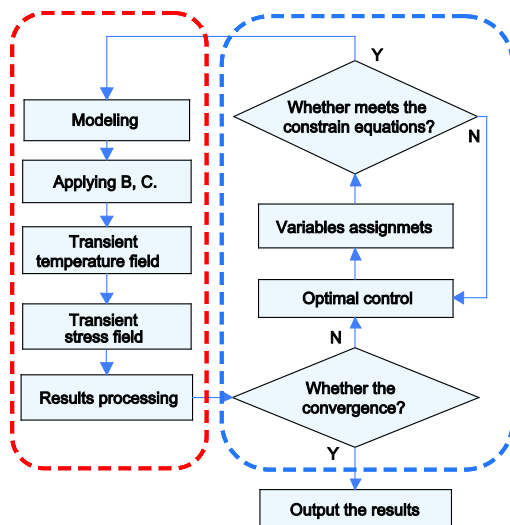 Modeling
Applying B, C.
Transient
temperature field
Transient
stress field
Results processing
Y
Whether meets the
constrain equations?
N
Variables assignmets
Optimal control
N
Whether the
convergence?
Y
Output the results